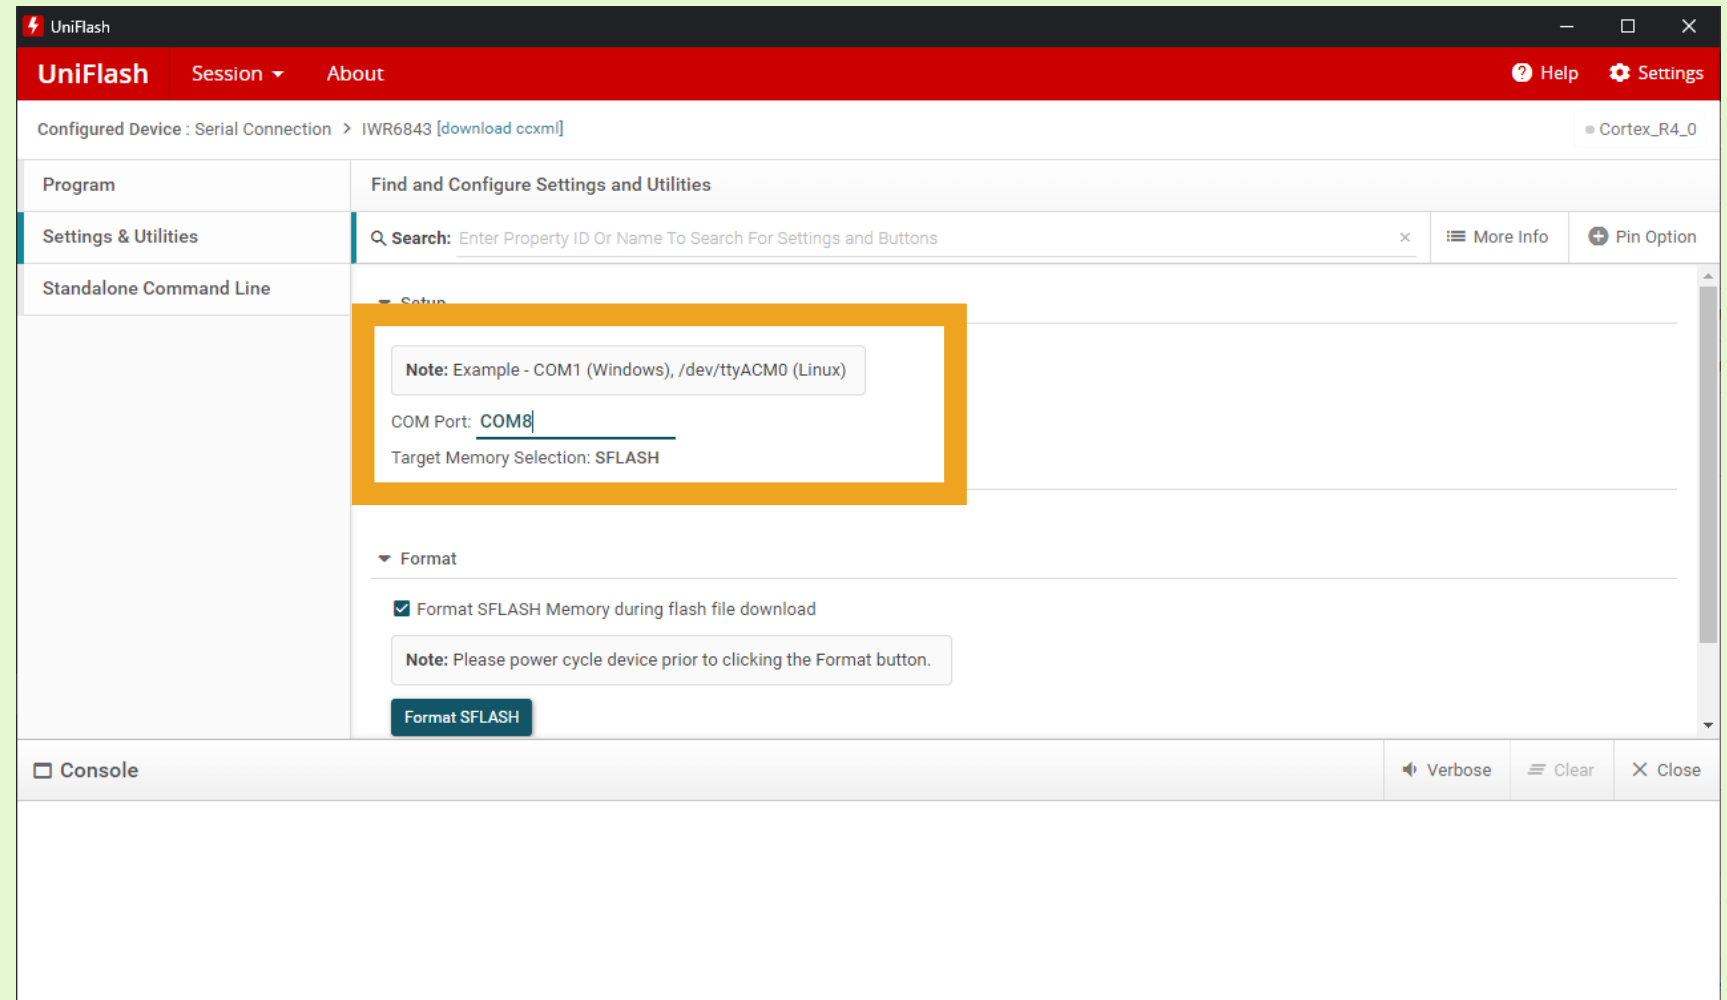 UniFlash
UniFlash Session About Help Settings
Configured Device : Serial Connection > IWR6843 [download ccxml] Cortex_R4_0
Program
Find and Configure Settings and Utilities
Settings & Utilities
Search: Enter Property ID Or Name To Search For Settings and Buttons × More Info Pin Option
Standalone Command Line
Setup
Note: Example - COM1 (Windows), /dev/ttyACM0 (Linux)
COM Port: COM8
Target Memory Selection: SFLASH
Format
Format SFLASH Memory during flash file download
Note: Please power cycle device prior to clicking the Format button.
Format SFLASH
Console Verbose Clear Close